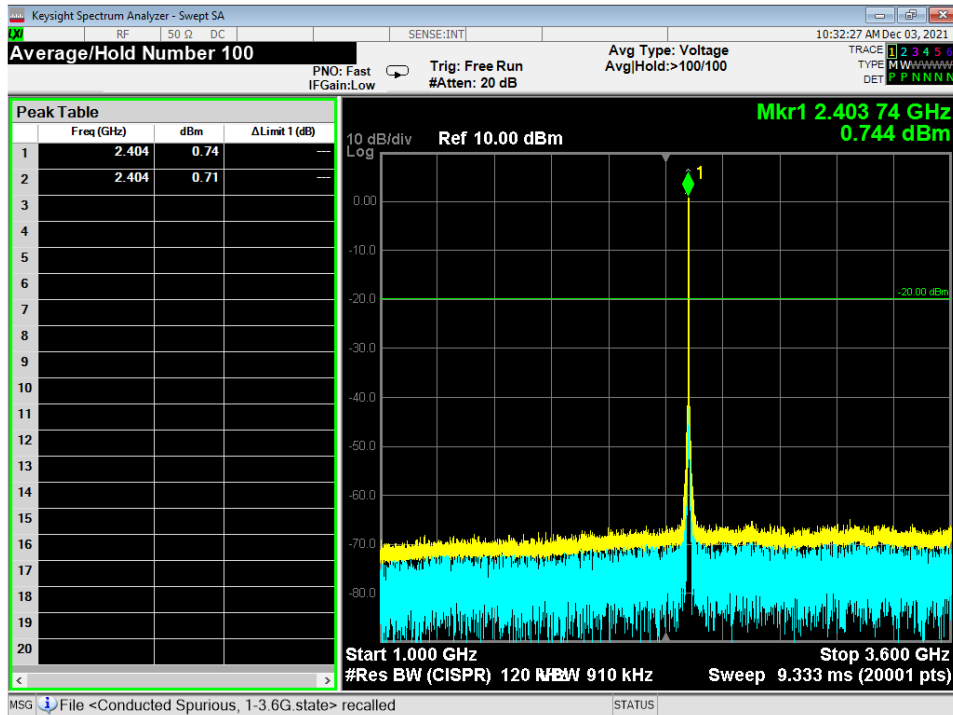 Keysight Spectrum Analyzer - Swept SA
LXI RF 50 Ω DC SENSE:INT 10:32:27 AM Dec 03, 2021
Average/Hold Number 100
PNO: Fast
IFGain:Low
Trig: Free Run
#Atten: 20 dB
Avg Type: Voltage
Avg|Hold:>100/100
TRACE 1 2 3 4 5 6
TYPE M W W W W W
DET P P N N N N
Peak Table
Freq (GHz) dBm ΔLimit 1 (dB)
1 2.404 0.74 ---
2 2.404 0.71 ---
3
4
5
6
7
8
9
10
11
12
13
14
15
16
17
18
19
20
Mkr1 2.403 74 GHz
0.744 dBm
10 dB/div Ref 10.00 dBm
Log
1
0.00
-10.0
-20.0
-20.00 dBm
-30.0
-40.0
-50.0
-60.0
-70.0
-80.0
Start 1.000 GHz Stop 3.600 GHz
#Res BW (CISPR) 120 910 kHz Sweep 9.333 ms (20001 pts)
MSG File <Conducted Spurious, 1-3.6G.state> recalled STATUS